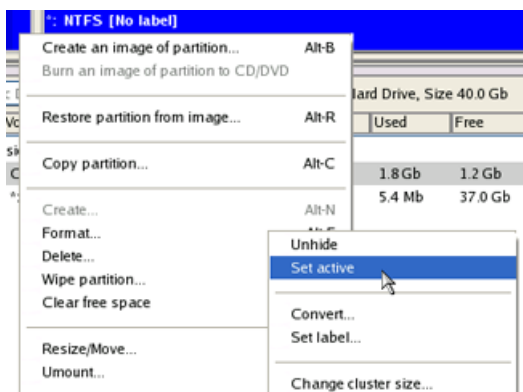 *: NTFS [No label]
Create an image of partition... Alt-B
Burn an image of partition to CD/DVD
Hard Drive, Size 40.0 Gb
Restore partition from image... Alt-R
Used Free
Copy partition... Alt-C
C 1.8 Gb 1.2 Gb
*: 5.4 Mb 37.0 Gb
Create... Alt-N
Format...
Unhide
Delete...
Set active
Wipe partition...
Clear free space
Convert...
Set label...
Resize/Move...
Umount...
Change cluster size...